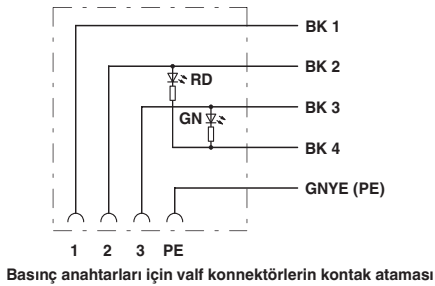 BK 1
BK 2
RD
BK 3
GN
BK 4
GNYE (PE)
1 2 3 PE
Basınç anahtarları için valf konnektörlerin kontak ataması